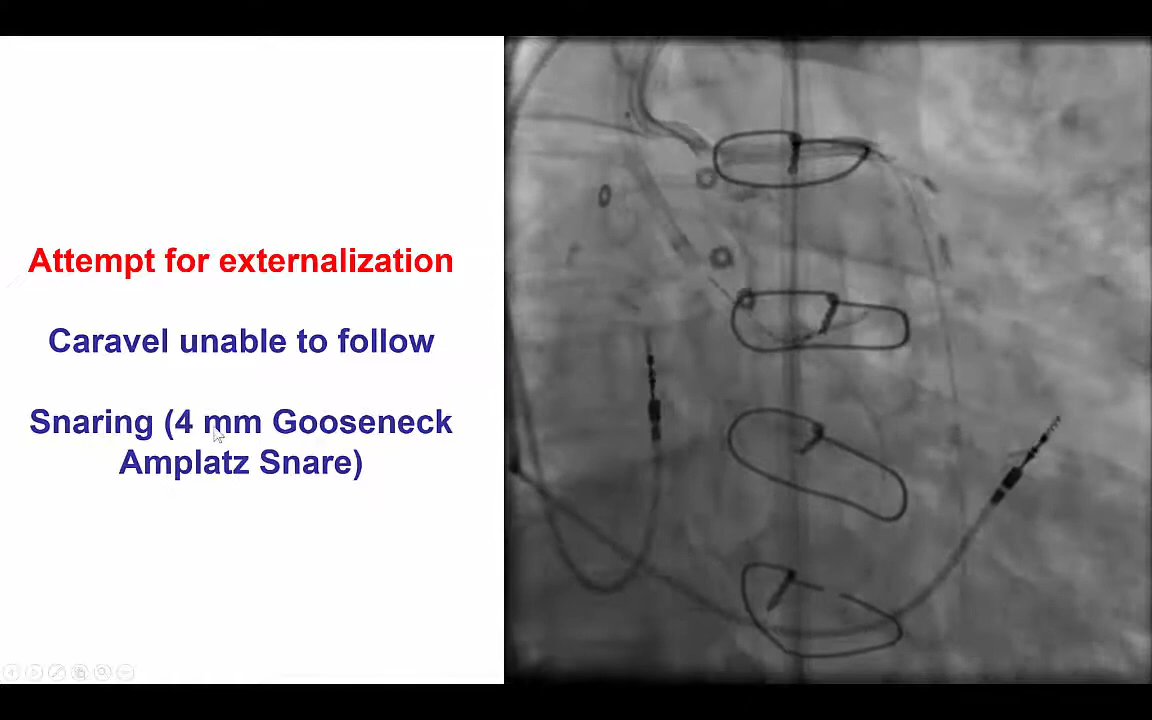 Attempt for externalization
Caravel unable to follow
Snaring (4 mm Gooseneck
Amplatz Snare)